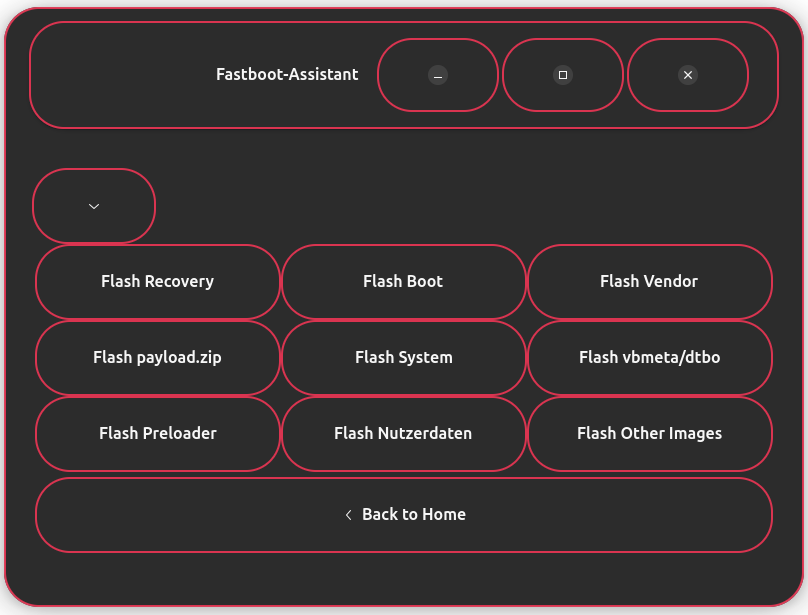 Fastboot-Assistant
Flash Recovery
Flash Boot
Flash Vendor
Flash payload.zip
Flash System
Flash vbmeta/dtbo
Flash Preloader
Flash Nutzerdaten
Flash Other Images
Back to Home